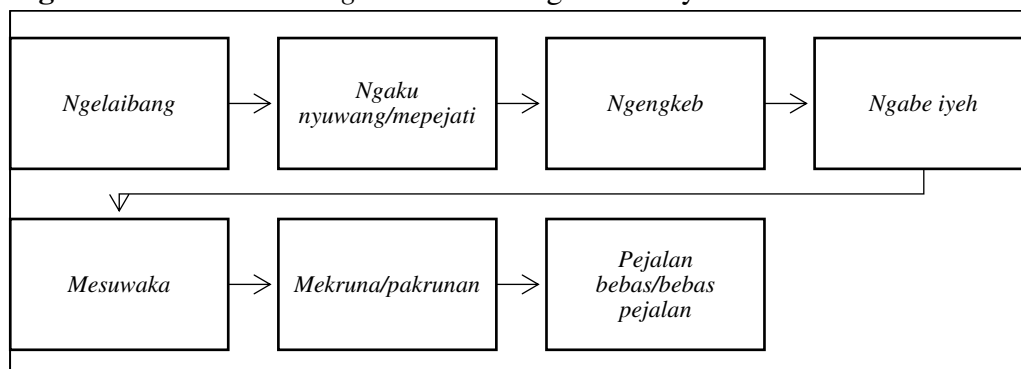 Ngelaibang
Ngaku
nyuwang/mepejati
Ngengkeb
Ngabe iyeh
Mesuwaka
Mekruna/pakrunan
Pejalan
bebas/bebas
pejalan